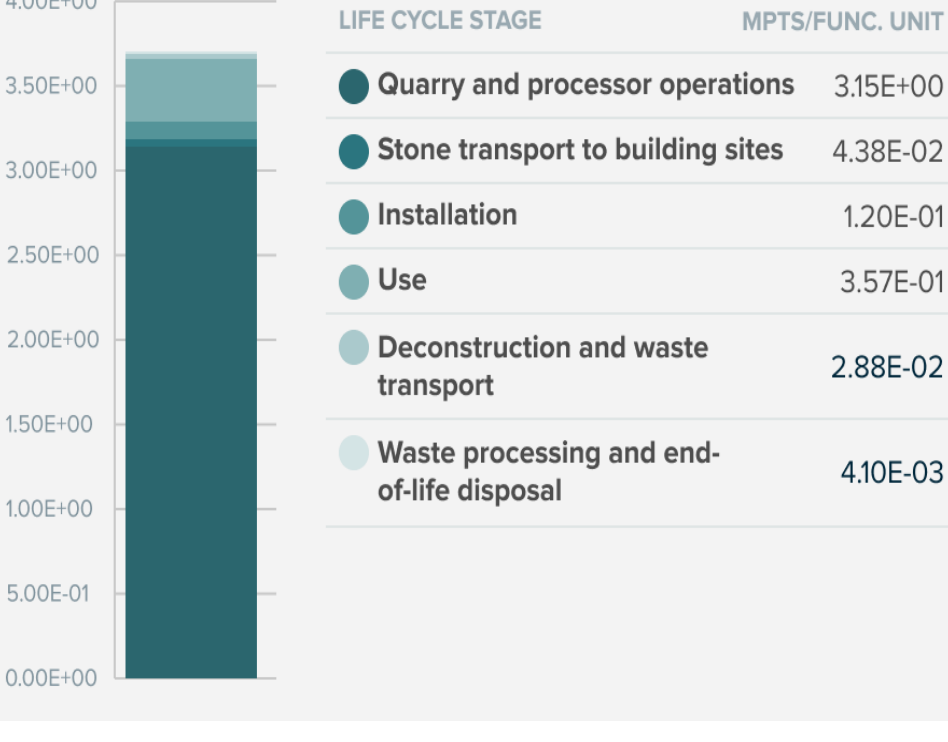 4.00E+00
3.50E+00
3.00E+00
2.50E+00
2.00E+00
1.50E+00
1.00E+00
5.00E-01
0.00E+00
LIFE CYCLE STAGE MPTS/FUNC. UNIT
Quarry and processor operations 3.15E+00
Stone transport to building sites 4.38E-02
Installation 1.20E-01
Use 3.57E-01
Deconstruction and waste
transport 2.88E-02
Waste processing and end-
of-life disposal 4.10E-03